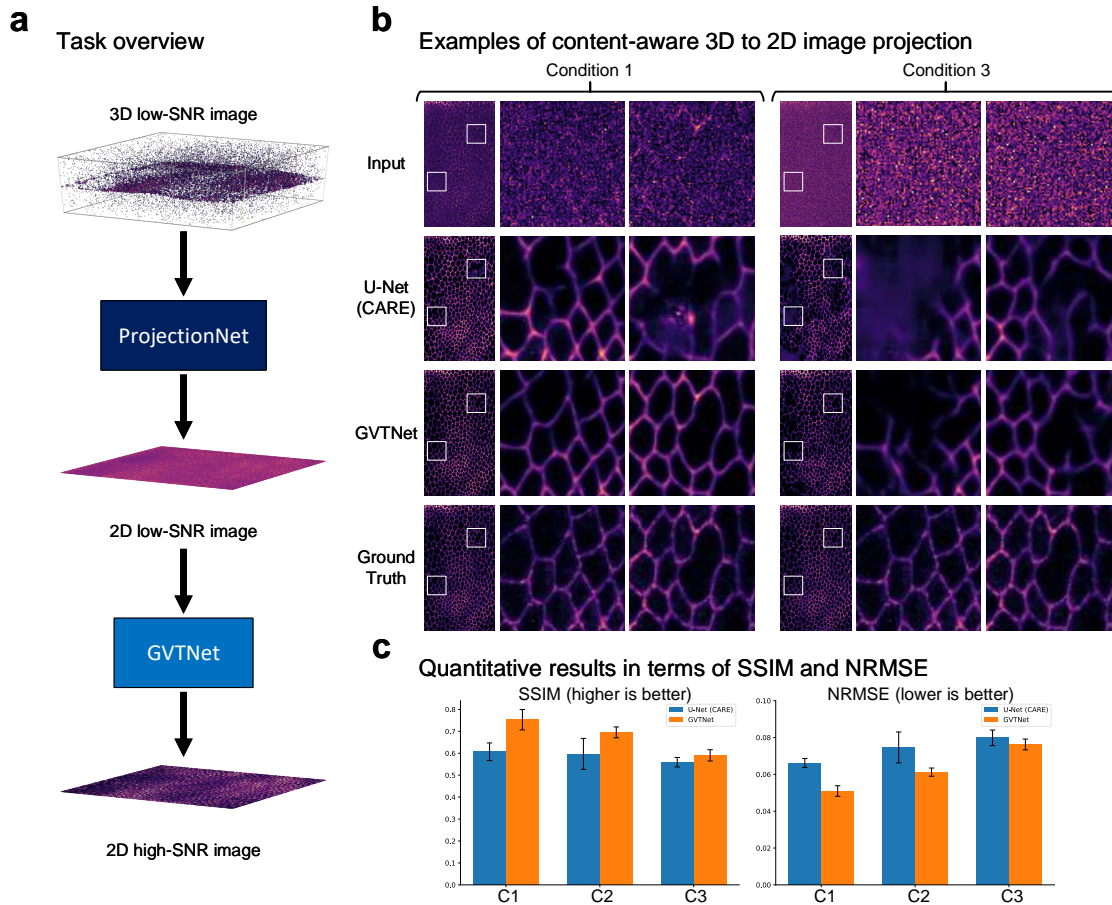 a
Task overview
3D low-SNR image
ProjectionNet
2D low-SNR image
GVTNet
2D high-SNR image
b
Examples of content-aware 3D to 2D image projection
Condition 1
Condition 3
Input
U-Net
(CARE)
GVTNet
Ground
Truth
c
Quantitative results in terms of SSIM and NRMSE
SSIM (higher is better)
U-Net (CARE)
GVTNet
0.8
0.7
0.6
0.5
0.4
0.3
0.2
0.1
0.0
C1
C2
C3
NRMSE (lower is better)
U-Net (CARE)
GVTNet
0.10
0.08
0.06
0.04
0.02
0.00
C1
C2
C3